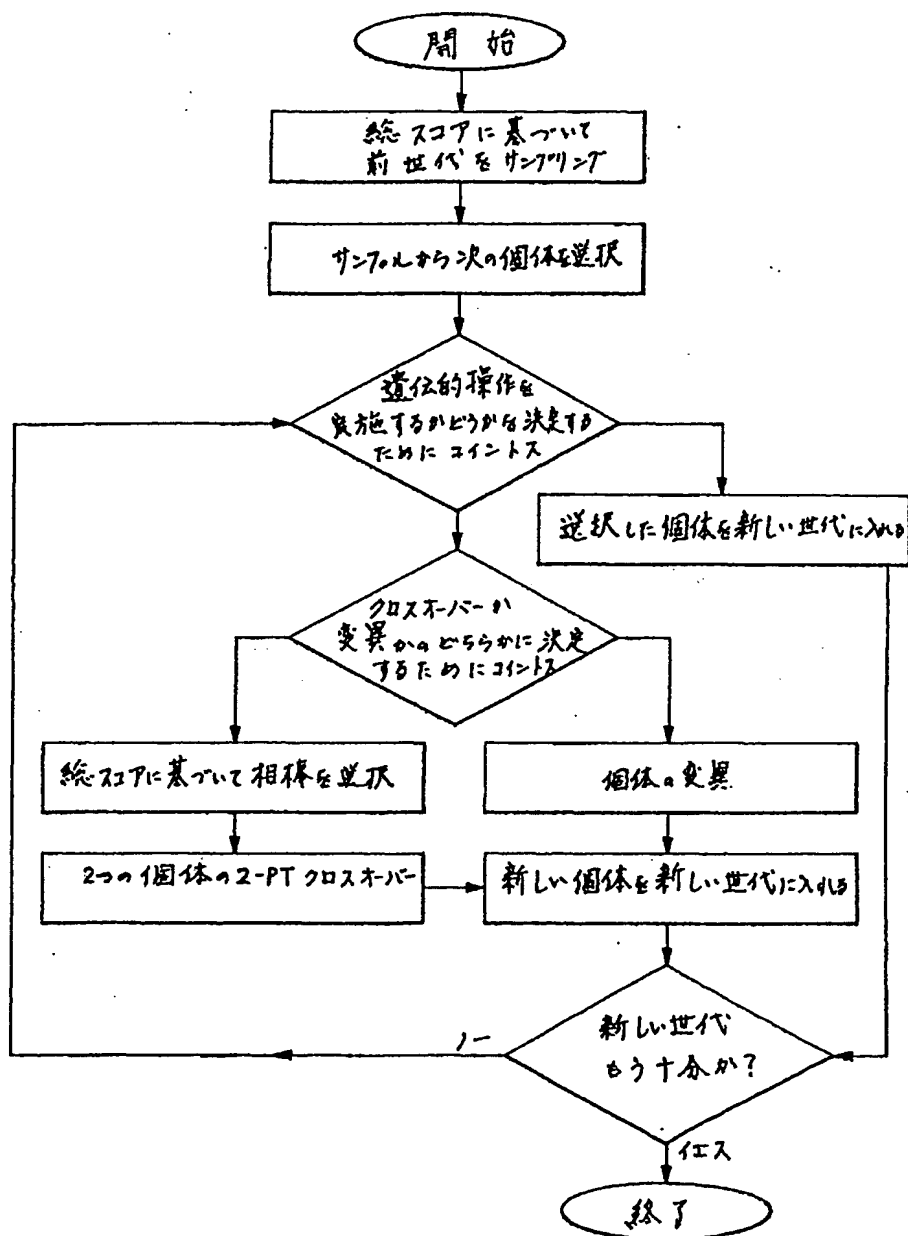 開始
総スコアに基づいて
前世代をサンプリング
サンプルから次の個体を選択
遺伝的操作を
実施するかどうかを決定する
ためにコイントス
選択した個体を新しい世代に入れる
クロスオーバーか
変異かのどちらかに決定
するためにコイントス
総スコアに基づいて相棒を選択
個体の変異
2つの個体の2-PTクロスオーバー
新しい個体を新しい世代に入れる
新しい世代
もう十分か?
ノー
イエス
終了